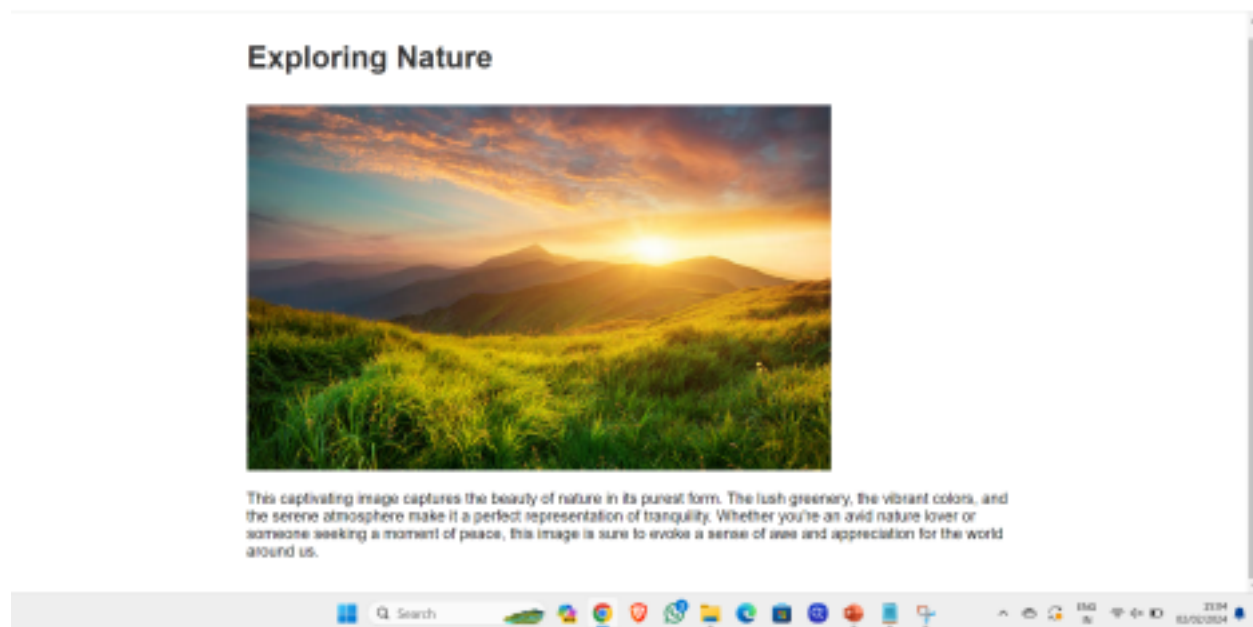 Exploring Nature
This captivating image captures the beauty of nature in its purest form. The lush greenery, the vibrant colors, and
the serene atmosphere make it a perfect representation of tranquility. Whether you're an avid nature lover or
someone seeking a moment of peace, this image is sure to evoke a sense of awe and appreciation for the world
around us.
Search
ENG
IN